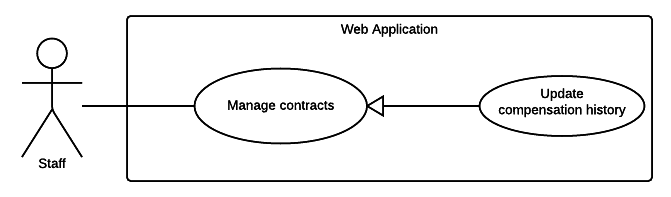 Web Application
Manage contracts
Update
compensation history
Staff